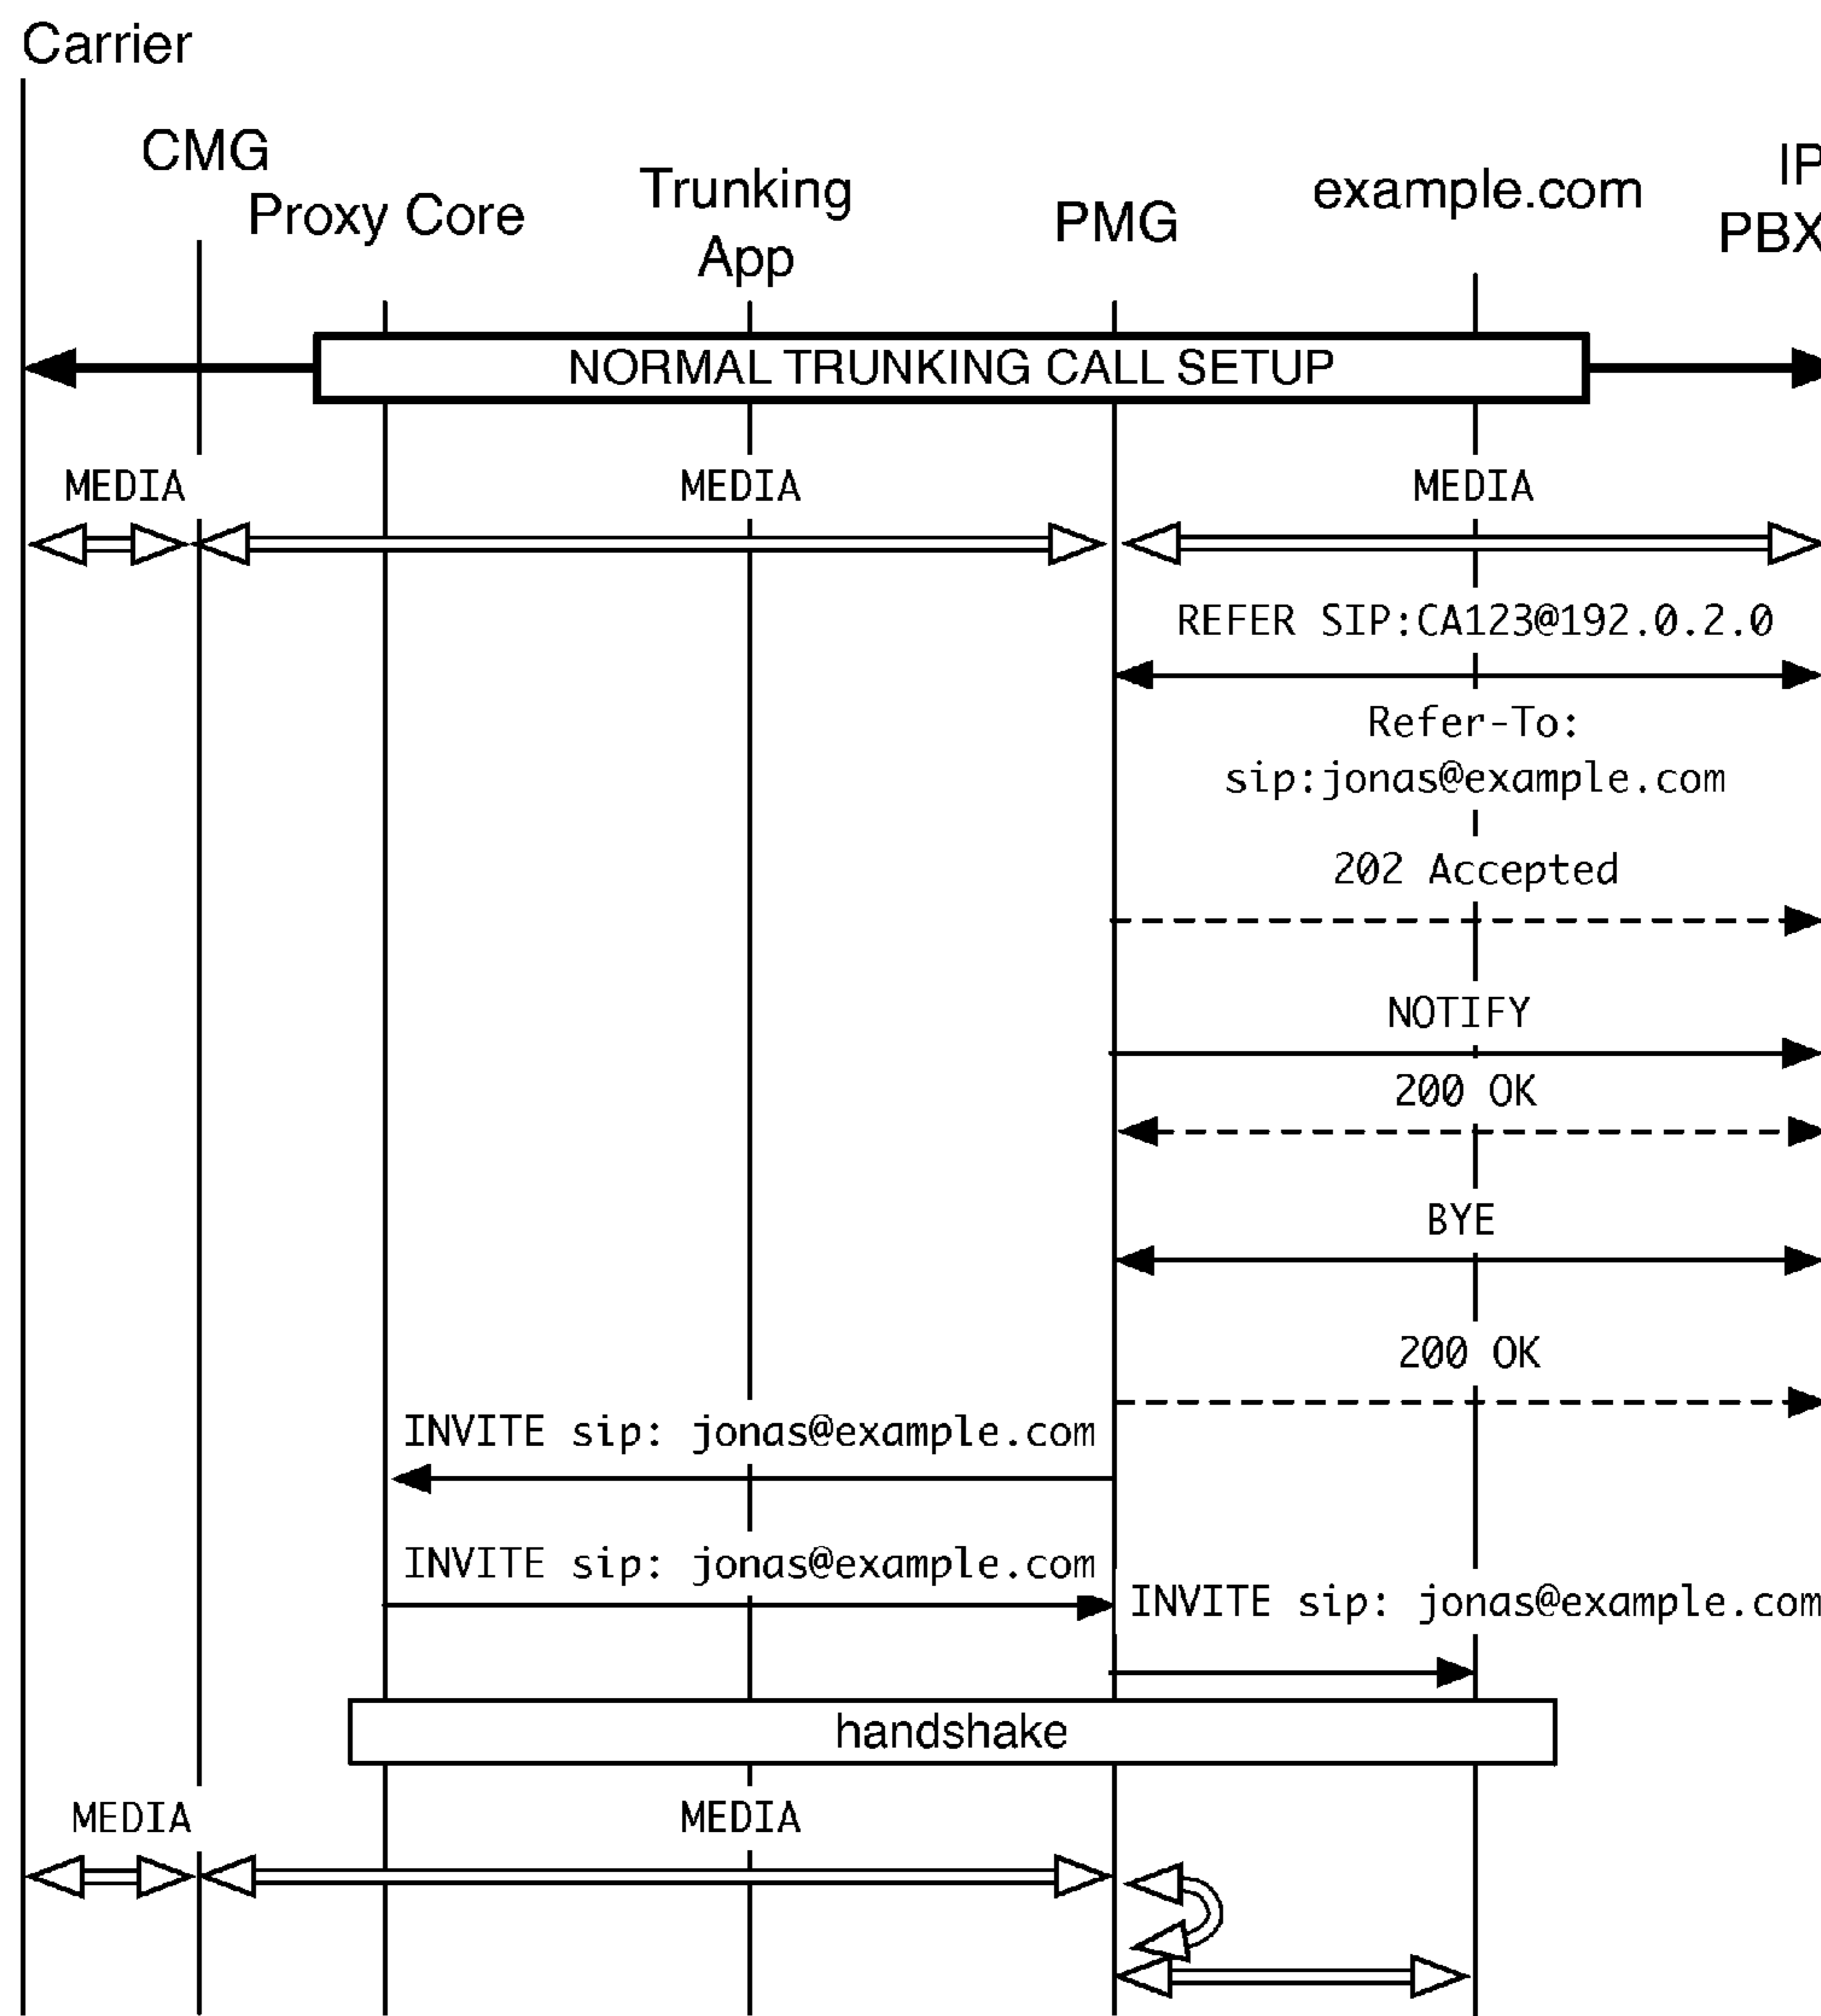 Carrier
CMG
Proxy Core
Trunking
App
PMG
example.com
IP
PBX
NORMAL TRUNKING CALL SETUP
MEDIA
MEDIA
MEDIA
REFER SIP:CA123@192.0.2.0
Refer-To:
sip:jonas@example.com
202 Accepted
NOTIFY
200 OK
BYE
200 OK
INVITE sip: jonas@example.com
INVITE sip: jonas@example.com
INVITE sip: jonas@example.com
handshake
MEDIA
MEDIA